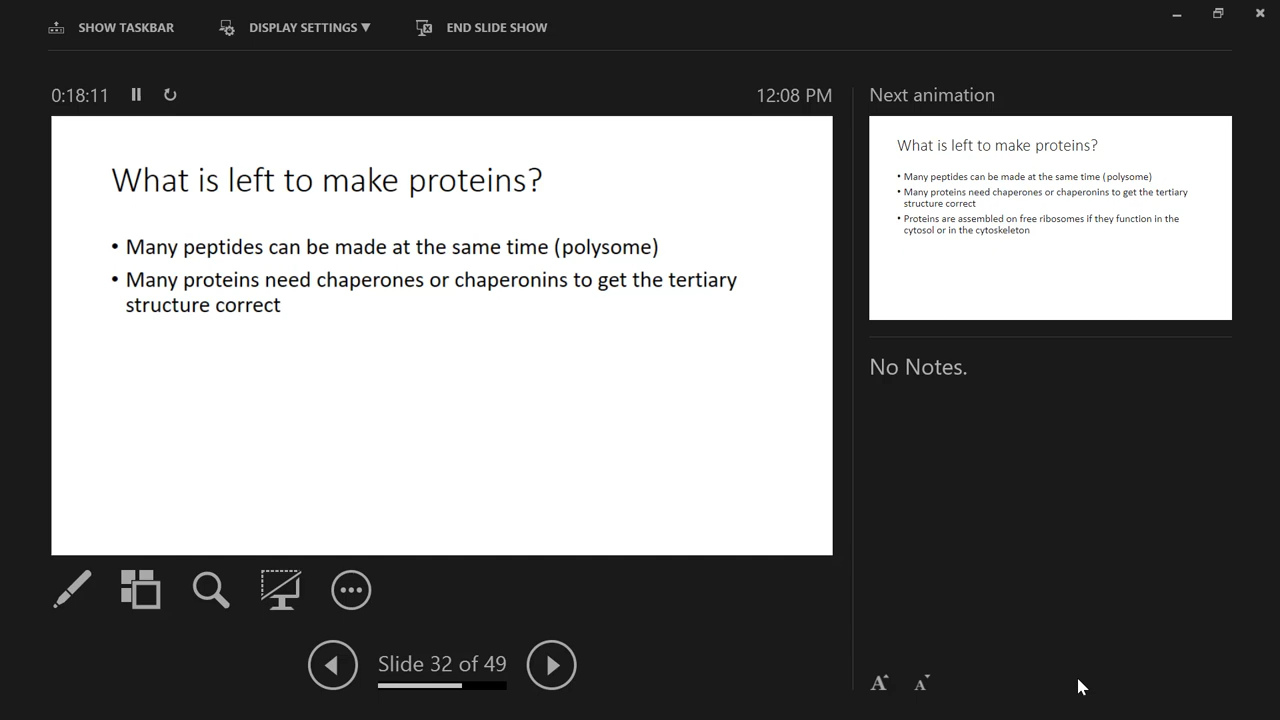 SHOW TASKBAR
DISPLAY SETTINGS ▼
END SLIDE SHOW
0:18:11
12:08 PM
What is left to make proteins?
• Many peptides can be made at the same time (polysome)
• Many proteins need chaperones or chaperonins to get the tertiary
structure correct
Next animation
What is left to make proteins?
• Many peptides can be made at the same time (polysome)
• Many proteins need chaperones or chaperonins to get the tertiary
structure correct
• Proteins are assembled on free ribosomes if they function in the
cytosol or in the cytoskeleton
No Notes.
Slide 32 of 49
A A